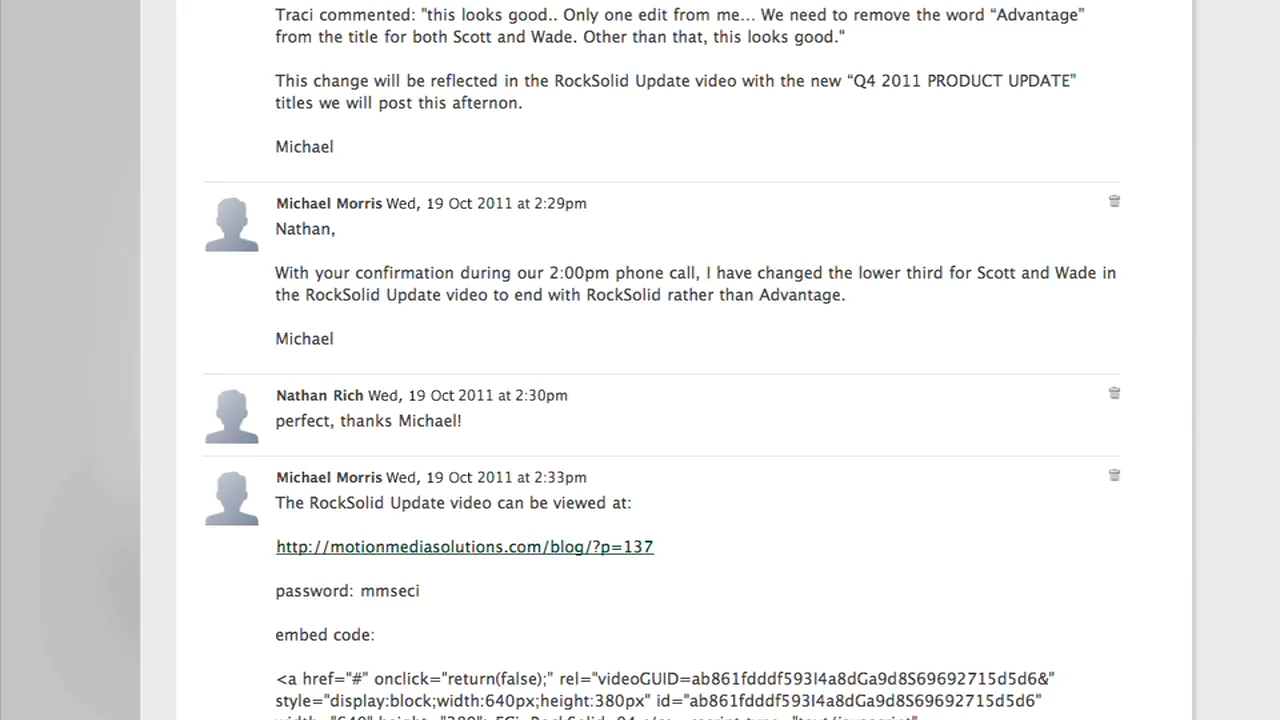 Traci commented: "this looks good.. Only one edit from me... We need to remove the word “Advantage”
from the title for both Scott and Wade. Other than that, this looks good."
This change will be reflected in the RockSolid Update video with the new “Q4 2011 PRODUCT UPDATE”
titles we will post this afternon.
Michael
Michael Morris Wed, 19 Oct 2011 at 2:29pm
Nathan,
With your confirmation during our 2:00pm phone call, I have changed the lower third for Scott and Wade in
the RockSolid Update video to end with RockSolid rather than Advantage.
Michael
Nathan Rich Wed, 19 Oct 2011 at 2:30pm
perfect, thanks Michael!
Michael Morris Wed, 19 Oct 2011 at 2:33pm
The RockSolid Update video can be viewed at:
http://motionmediasolutions.com/blog/?p=137
password: mmseci
embed code:
<a href="#" onclick="return(false);" rel="videoGUID=ab861fdddf593I4a8dGa9d8S69692715d5d6&"
style="display:block;width:640px;height:380px" id="ab861fdddf593I4a8dGa9d8S69692715d5d6"